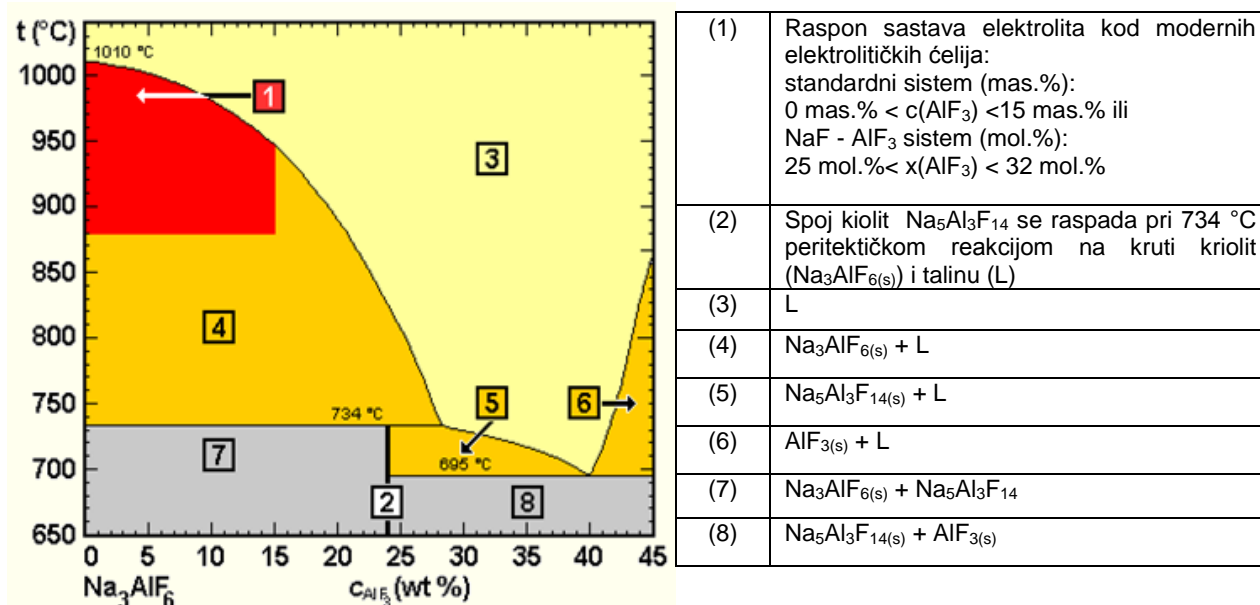 t (°C)
1010 °C
1000
950
900
850
800
750
700
650
1
3
4
5
6
734 °C
695 °C
7
2
8
0 5 10 15 20 25 30 35 40 45
Na₃AlF₆ c_AlF₃ (wt %)
(1) Raspon sastava elektrolita kod modernih
elektrolitičkih ćelija:
standardni sistem (mas.%):
0 mas.% < c(AlF₃) <15 mas.% ili
NaF - AlF₃ sistem (mol.%):
25 mol.%< x(AlF₃) < 32 mol.%
(2) Spoj kiolit Na₅Al₃F₁₄ se raspada pri 734 °C
peritektičkom reakcijom na kruti kriolit
(Na₃AlF₆₍ₛ₎) i talinu (L)
(3) L
(4) Na₃AlF₆₍ₛ₎ + L
(5) Na₅Al₃F₁₄₍ₛ₎ + L
(6) AlF₃₍ₛ₎ + L
(7) Na₃AlF₆₍ₛ₎ + Na₅Al₃F₁₄
(8) Na₅Al₃F₁₄₍ₛ₎ + AlF₃₍ₛ₎